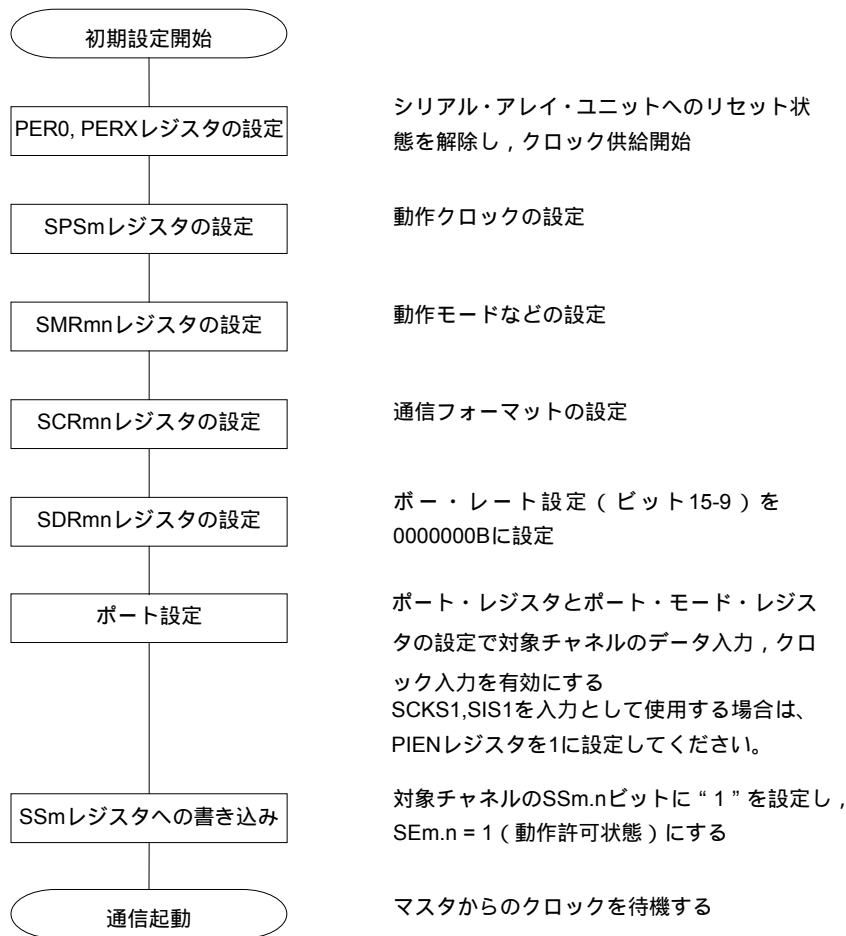 初期設定開始
PER0, PERXレジスタの設定
シリアル・アレイ・ユニットへのリセット状
態を解除し，クロック供給開始
SPSmレジスタの設定
動作クロックの設定
SMRmnレジスタの設定
動作モードなどの設定
SCRmnレジスタの設定
通信フォーマットの設定
SDRmnレジスタの設定
ボー・レート設定（ビット15-9）を
0000000Bに設定
ポート設定
ポート・レジスタとポート・モード・レジス
タの設定で対象チャネルのデータ入力，クロ
ック入力を有効にする
SCKS1,SIS1を入力として使用する場合は、
PIENレジスタを1に設定してください。
SSmレジスタへの書き込み
対象チャネルのSSm.nビットに“1”を設定し，
SEm.n = 1（動作許可状態）にする
通信起動
マスタからのクロックを待機する